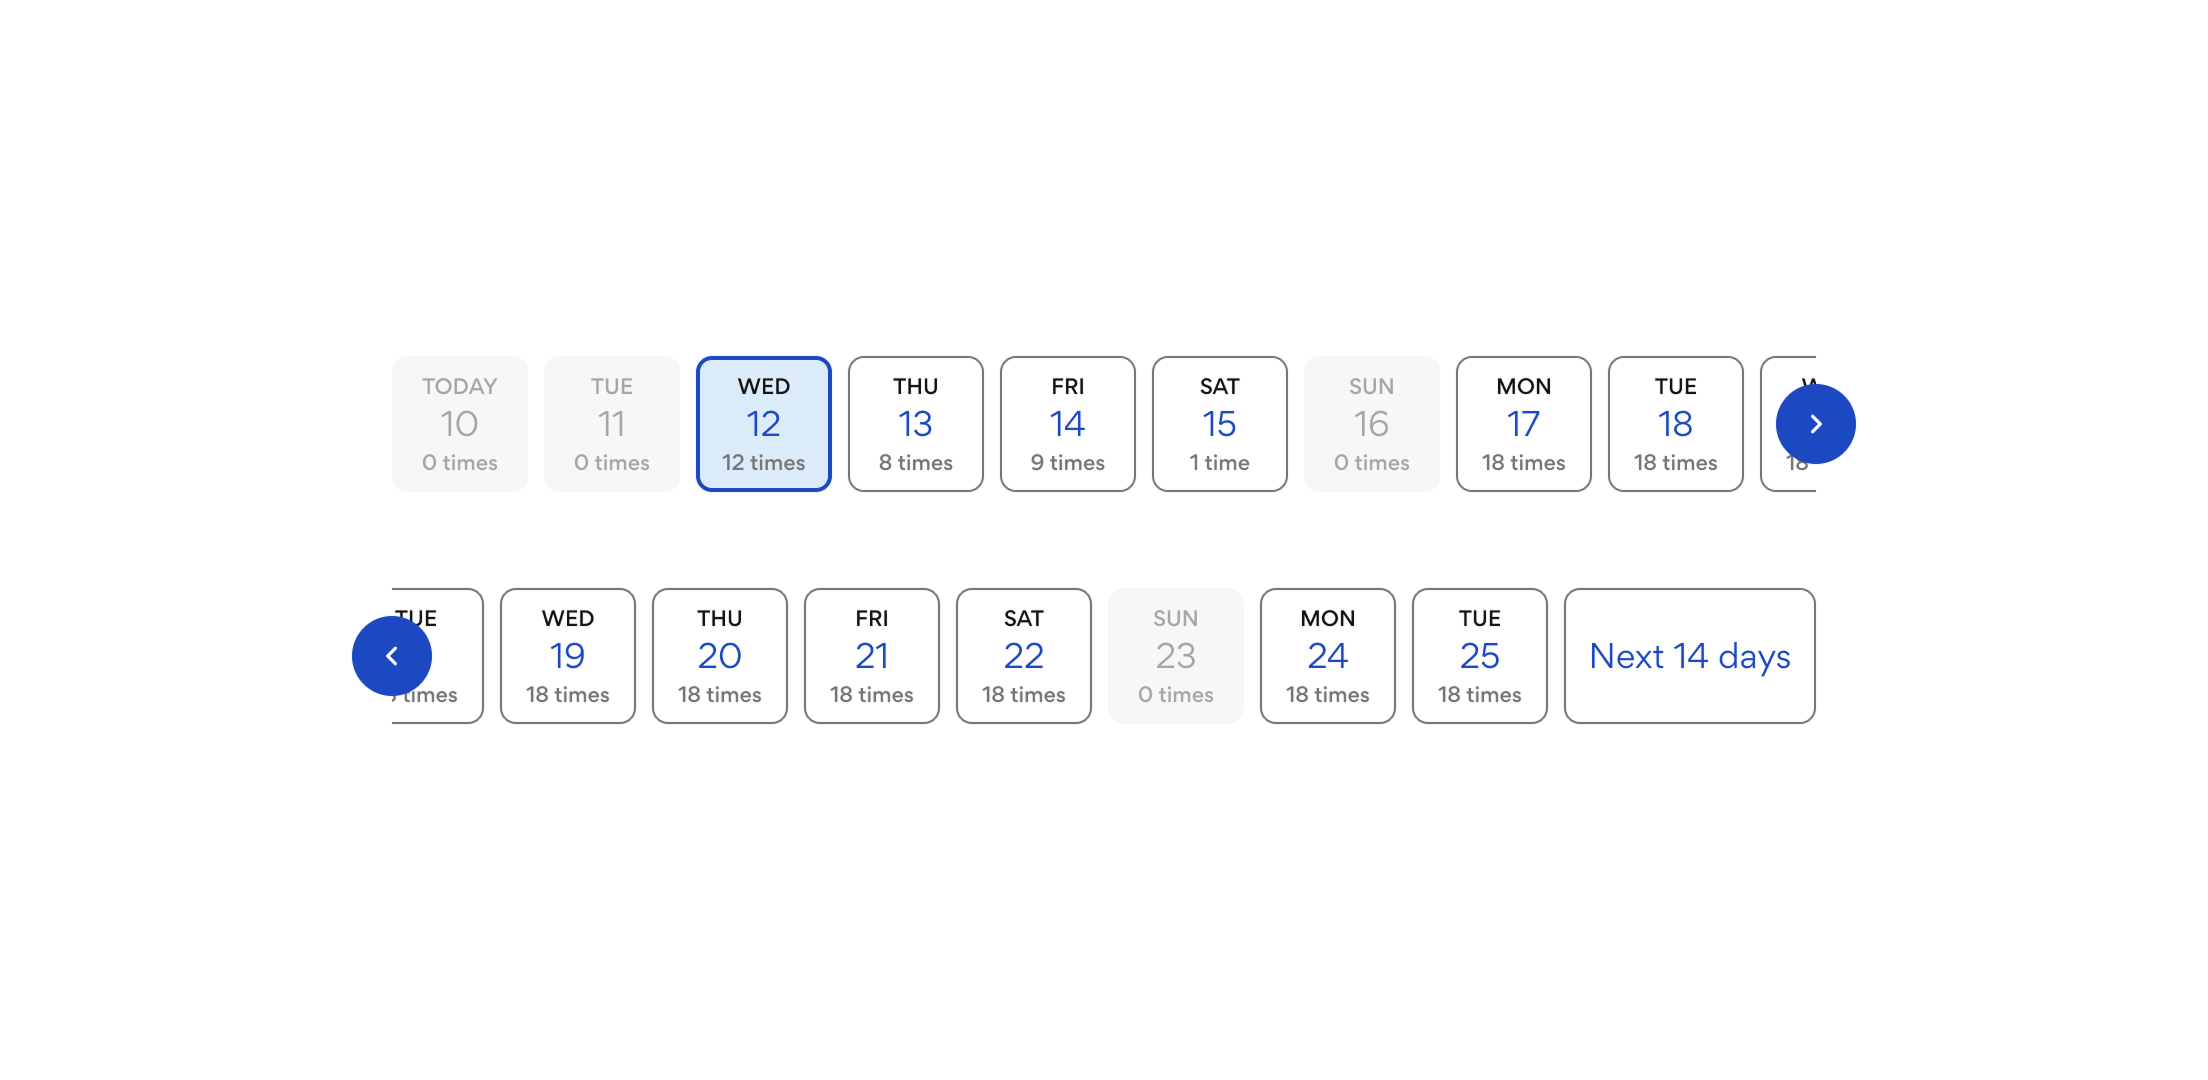 TODAY TUE WED THU FRI SAT SUN MON TUE
10 11 12 13 14 15 16 17 18
0 times 0 times 12 times 8 times 9 times 1 time 0 times 18 times 18 times 18
TUE WED THU FRI SAT SUN MON TUE
19 20 21 22 23 24 25 Next 14 days
times 18 times 18 times 18 times 18 times 0 times 18 times 18 times